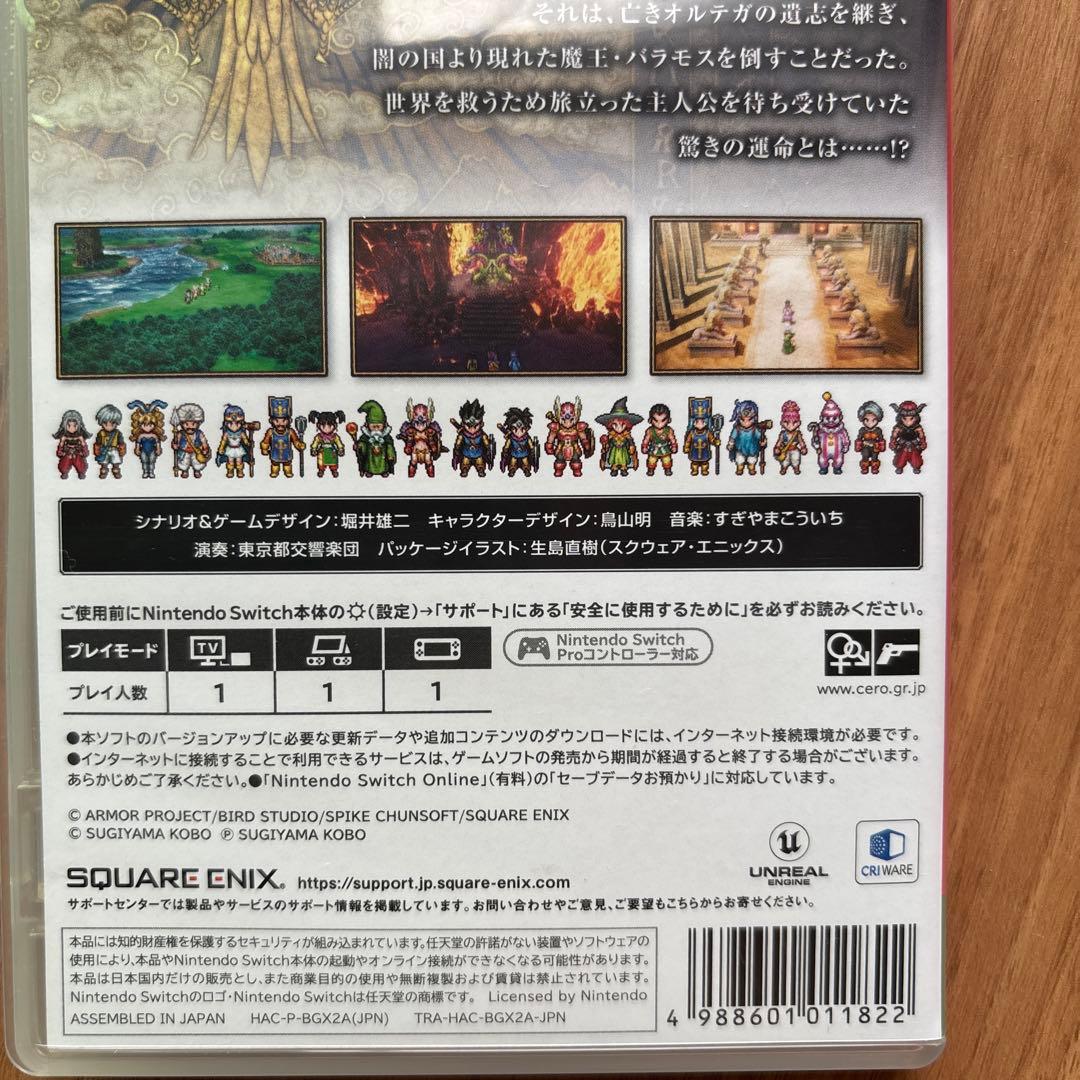 それは、亡きオルテガの遺志を継ぎ、
闇の国より現れた魔王・バラモスを倒すことだった。
世界を救うため旅立った主人公を待ち受けていた
驚きの運命とは……!?
シナリオ&ゲームデザイン:堀井雄二 キャラクターデザイン:鳥山明 音楽:すぎやまこういち
演奏:東京都交響楽団 パッケージイラスト:生島直樹(スクウェア・エニックス)
ご使用前にNintendo Switch本体の(設定)→「サポート」にある「安全に使用するために」を必ずお読みください。
プレイモード TV
プレイ人数 1 1 1
Nintendo Switch
Proコントローラー対応
www.cero.gr.jp
●本ソフトのバージョンアップに必要な更新データや追加コンテンツのダウンロードには、インターネット接続環境が必要です。
●インターネットに接続することで利用できるサービスは、ゲームソフトの発売から期間が経過すると終了する場合がございます。
あらかじめご了承ください。●「Nintendo Switch Online」(有料)の「セーブデータお預かり」に対応しています。
© ARMOR PROJECT/BIRD STUDIO/SPIKE CHUNSOFT/SQUARE ENIX
© SUGIYAMA KOBO ℗ SUGIYAMA KOBO
SQUARE ENIX. https://support.jp.square-enix.com
サポートセンターでは製品やサービスのサポート情報を掲載しています。お問い合わせやご意見、ご要望もこちらからお寄せください。
UNREAL
ENGINE
CRIWARE
本品には知的財産権を保護するセキュリティが組み込まれています。任天堂の許諾がない装置やソフトウェアの
使用により、本品やNintendo Switch本体の起動やオンライン接続ができなくなる可能性があります。
本品は日本国内だけの販売とし、また商業目的の使用や無断複製および賃貸は禁止されています。
Nintendo Switchのロゴ・Nintendo Switchは任天堂の商標です。 Licensed by Nintendo
ASSEMBLED IN JAPAN HAC-P-BGX2A(JPN) TRA-HAC-BGX2A-JPN
4 988601 011822